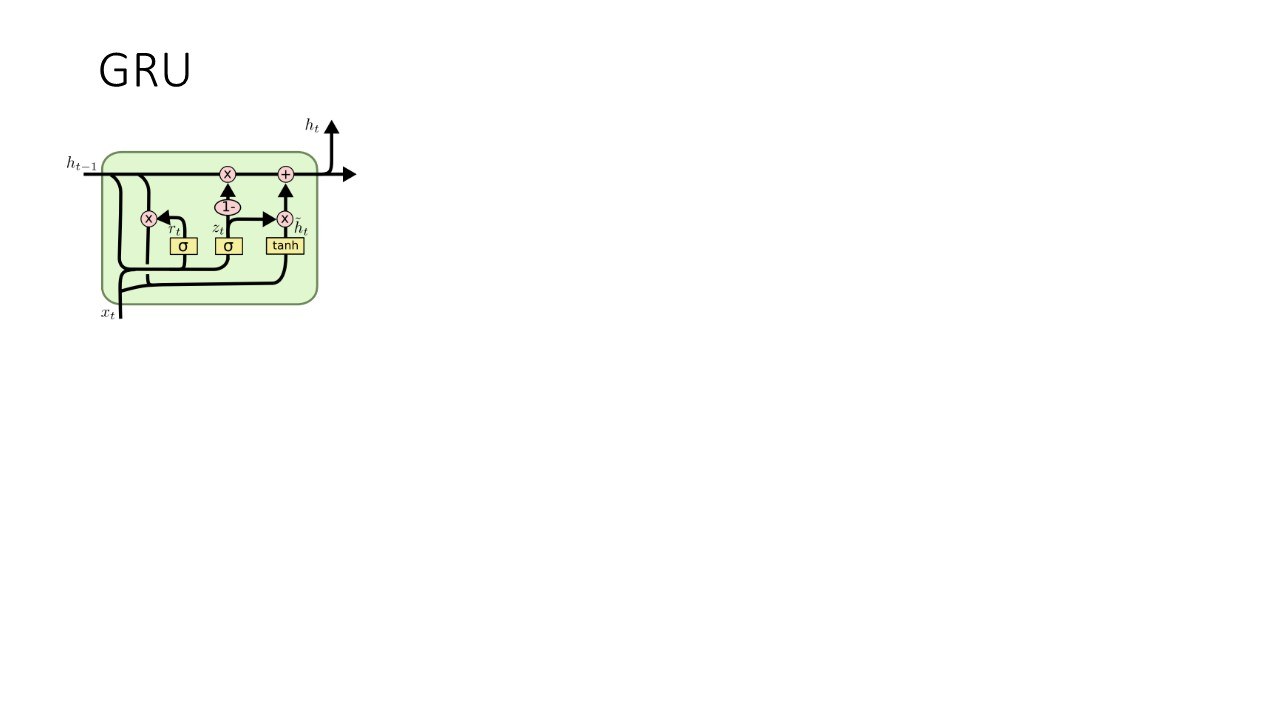 GRU
h_t
h_{t-1}
x +
1-
x r_t z_t x h̃_t
σ σ tanh
x_t